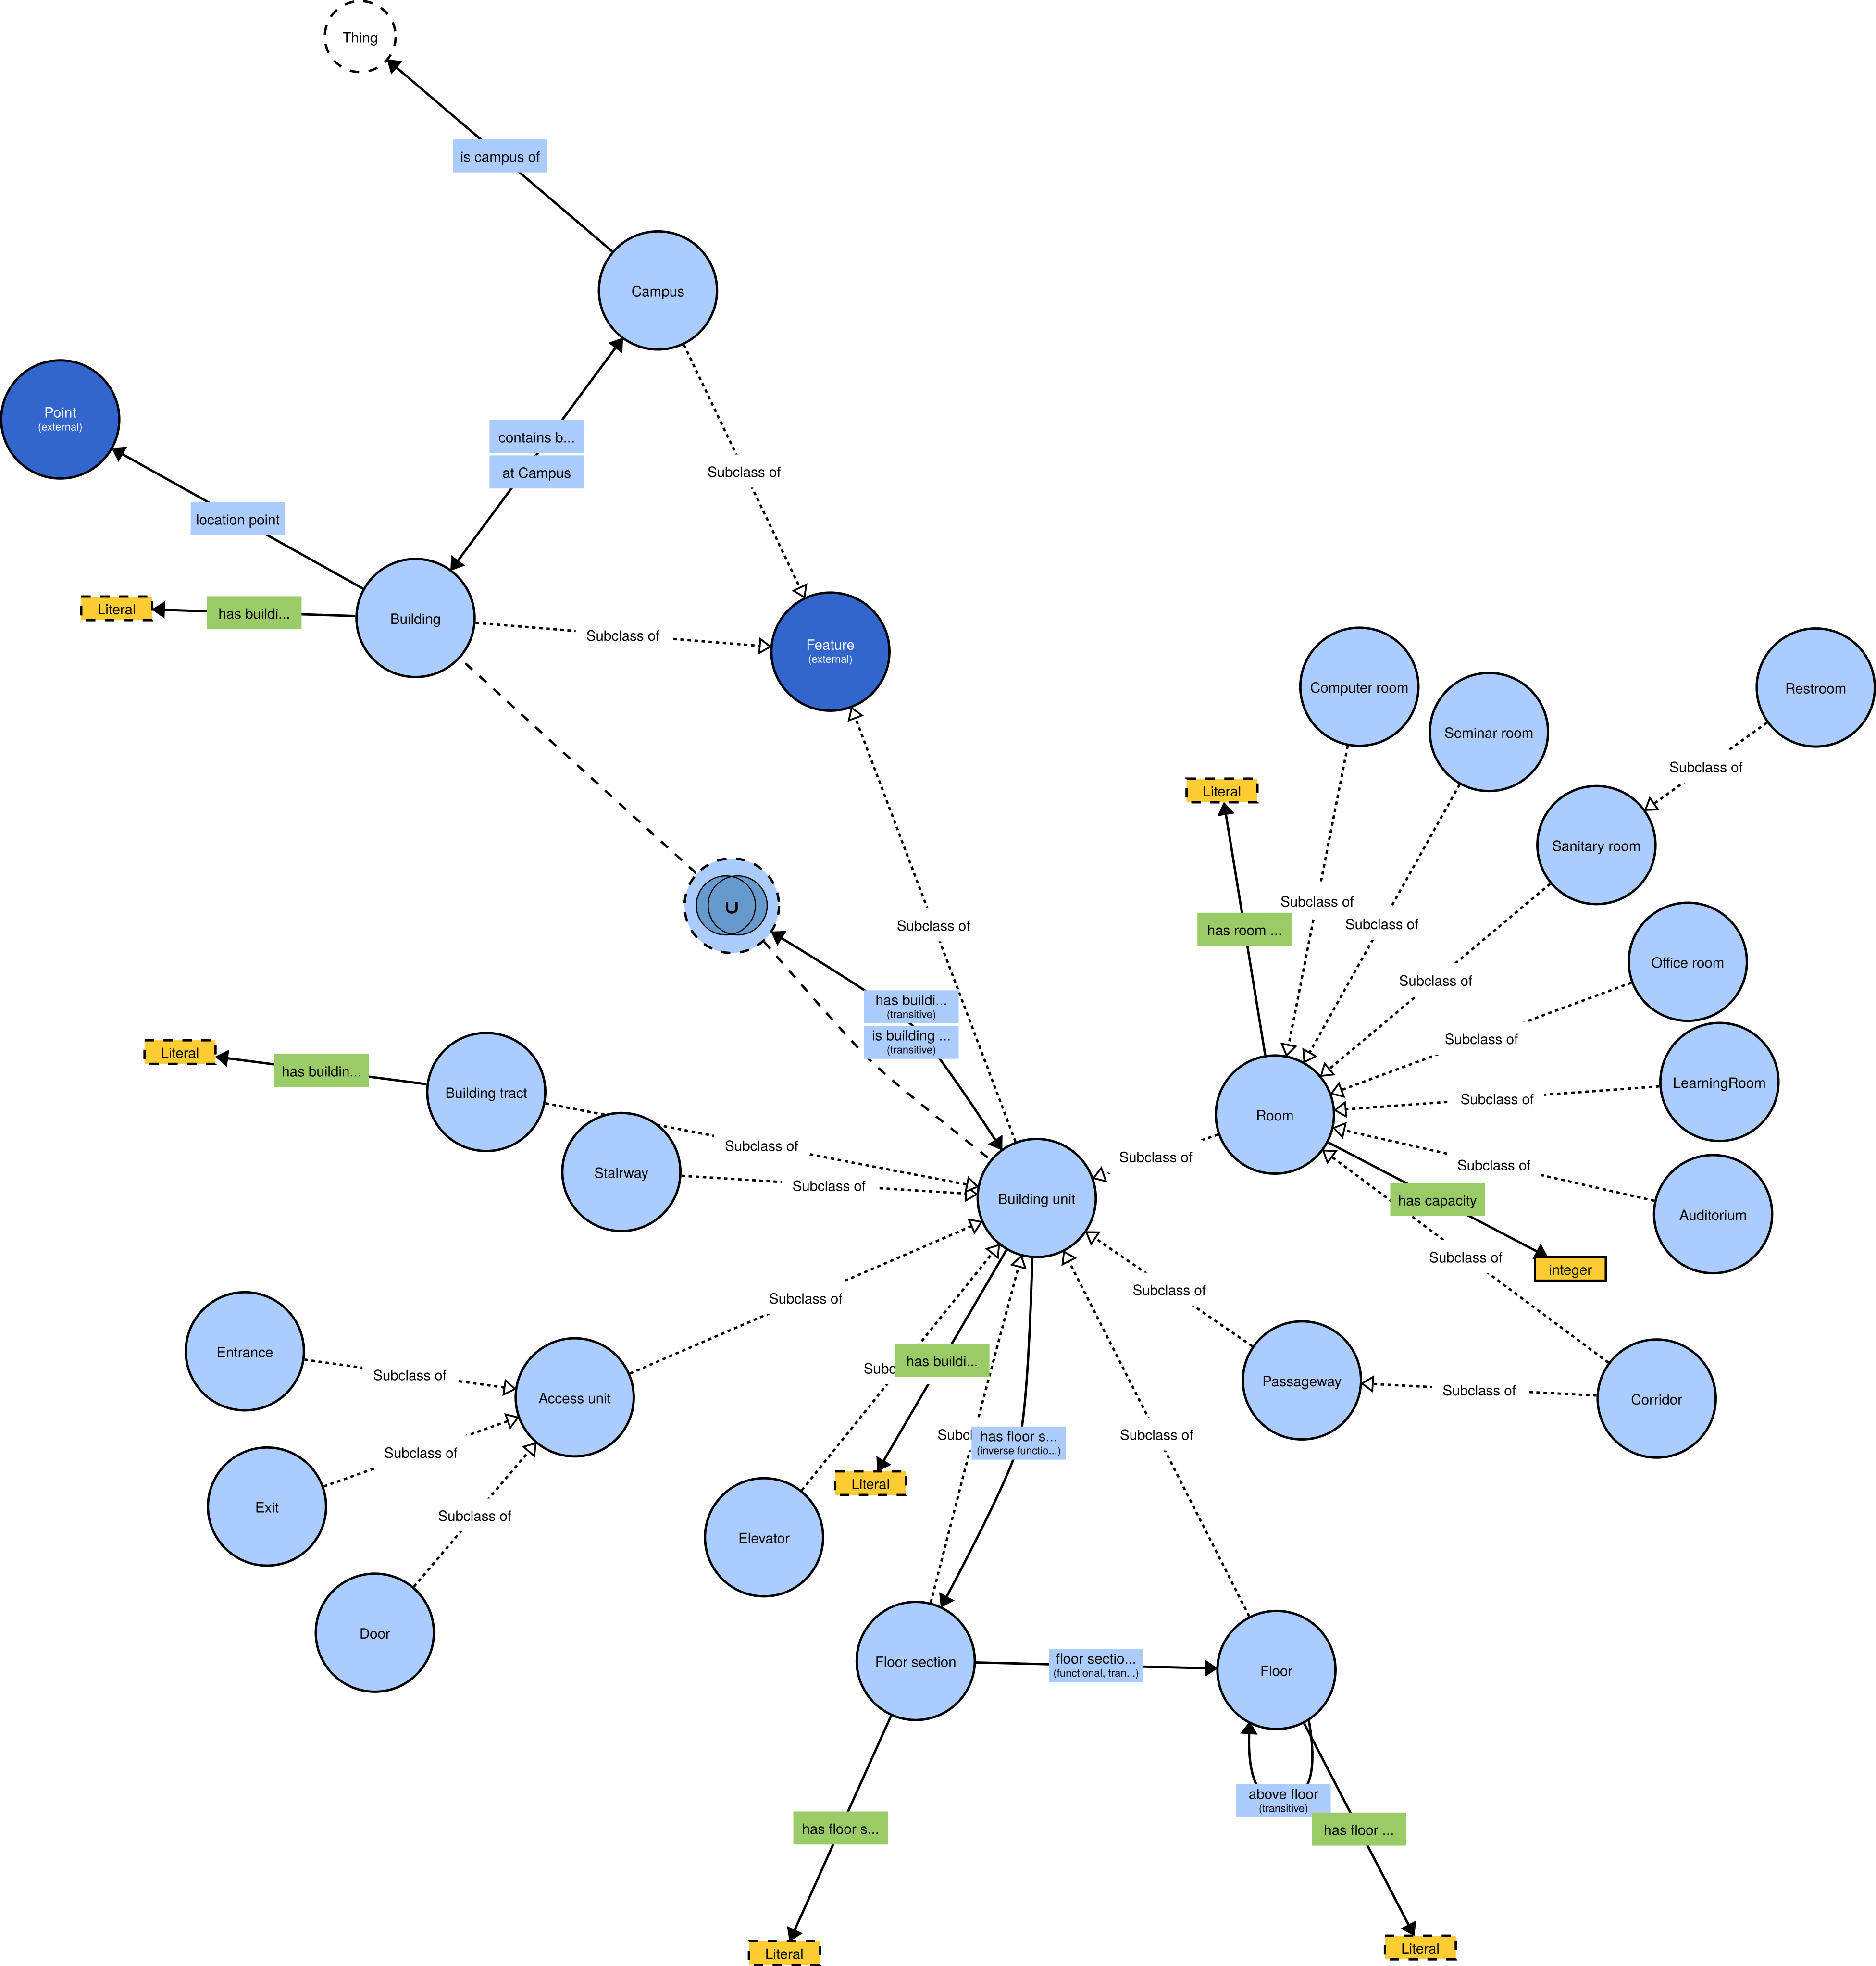 Thing
is campus of
Campus
Point
(external)
contains b...
at Campus
Subclass of
location point
Literal
has buildi...
Building
Subclass of
Feature
(external)
Computer room
Restroom
Seminar room
Subclass of
Literal
Sanitary room
Subclass of
has room ...
Subclass of
Subclass of
U
Office room
Subclass of
has buildi...
(transitive)
is building ...
(transitive)
Subclass of
Literal
has buildin...
Building tract
LearningRoom
Subclass of
Room
Subclass of
Subclass of
Subclass of
Stairway
Subclass of
Building unit
has capacity
Auditorium
Subclass of
integer
Subclass of
Subclass of
Entrance
Subclass of
Access unit
Subc
has buildi...
Passageway
Subclass of
Corridor
Exit
Subclass of
Subcl
has floor s...
(inverse functio...)
Subclass of
Literal
Subclass of
Elevator
Door
Floor section
floor sectio...
(functional, tran...)
Floor
above floor
(transitive)
has floor s...
has floor ...
Literal
Literal